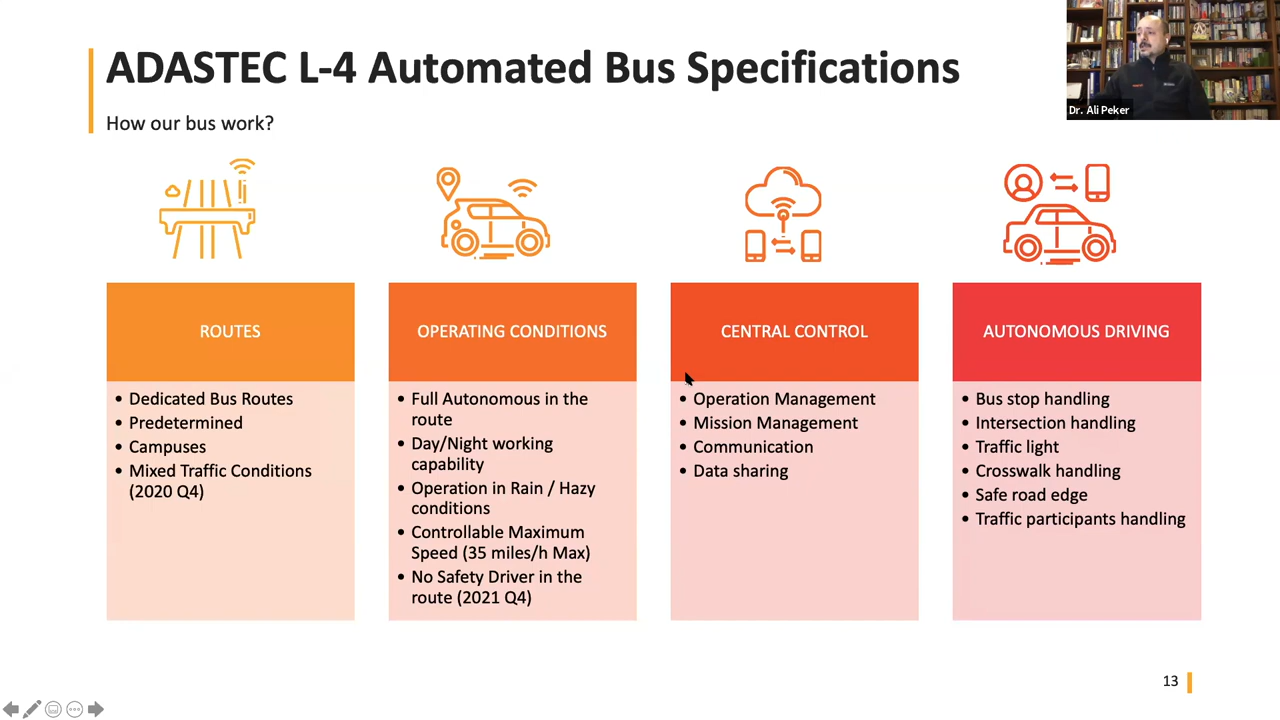 ADASTEC L-4 Automated Bus Specifications
How our bus work?
Dr. Ali Peker
ROUTES
• Dedicated Bus Routes
• Predetermined
• Campuses
• Mixed Traffic Conditions
(2020 Q4)
OPERATING CONDITIONS
• Full Autonomous in the
route
• Day/Night working
capability
• Operation in Rain / Hazy
conditions
• Controllable Maximum
Speed (35 miles/h Max)
• No Safety Driver in the
route (2021 Q4)
CENTRAL CONTROL
• Operation Management
• Mission Management
• Communication
• Data sharing
AUTONOMOUS DRIVING
• Bus stop handling
• Intersection handling
• Traffic light
• Crosswalk handling
• Safe road edge
• Traffic participants handling
13